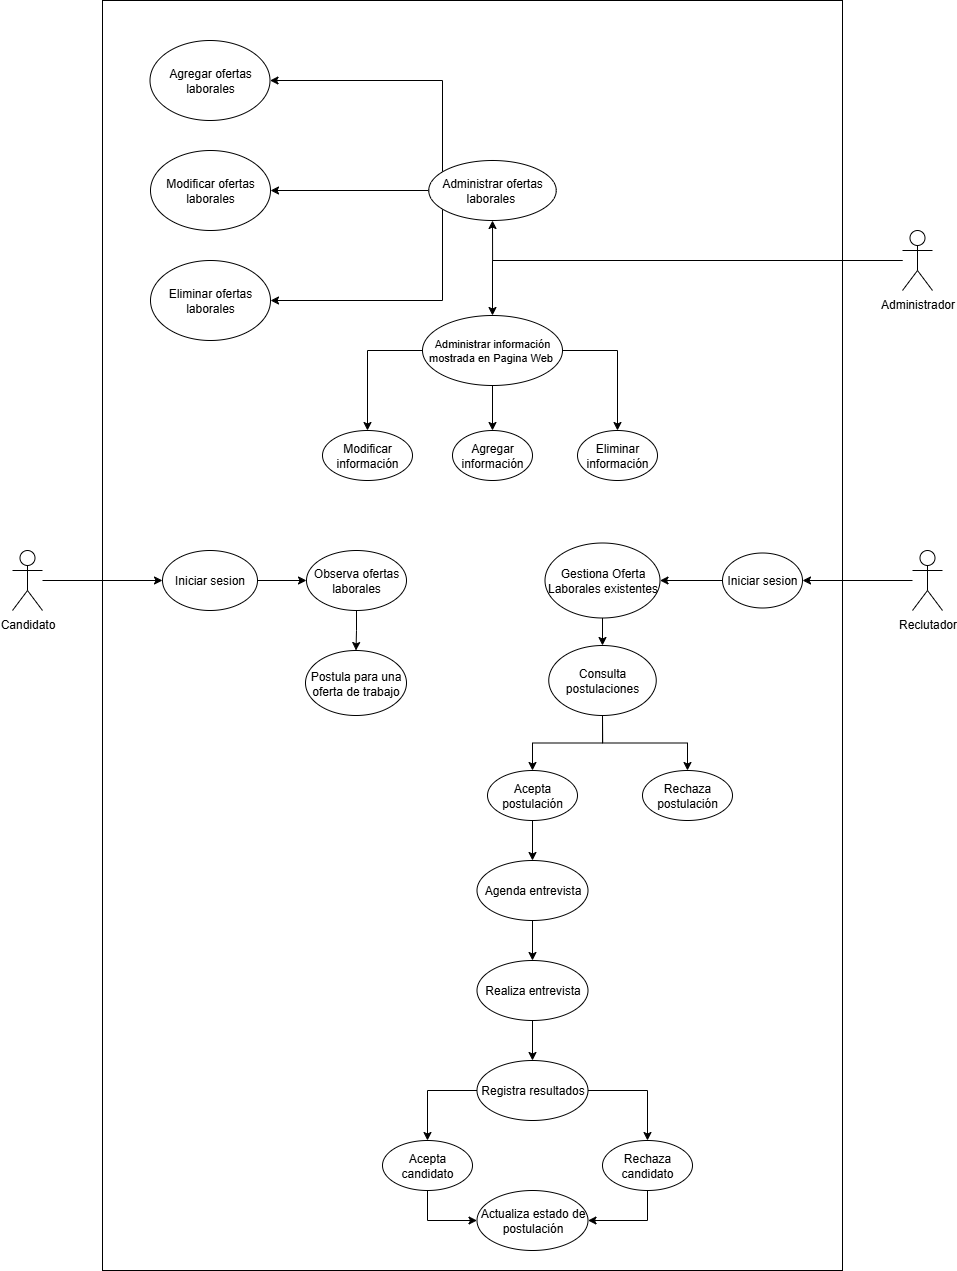 Agregar ofertas
laborales
Modificar ofertas
laborales
Administrar ofertas
laborales
Eliminar ofertas
laborales
Administrador
Administrar información
mostrada en Pagina Web
Modificar
información
Agregar
información
Eliminar
información
Candidato
Iniciar sesion
Observa ofertas
laborales
Gestiona Oferta
Laborales existentes
Iniciar sesion
Reclutador
Postula para una
oferta de trabajo
Consulta
postulaciones
Acepta
postulación
Rechaza
postulación
Agenda entrevista
Realiza entrevista
Registra resultados
Acepta
candidato
Rechaza
candidato
Actualiza estado de
postulación